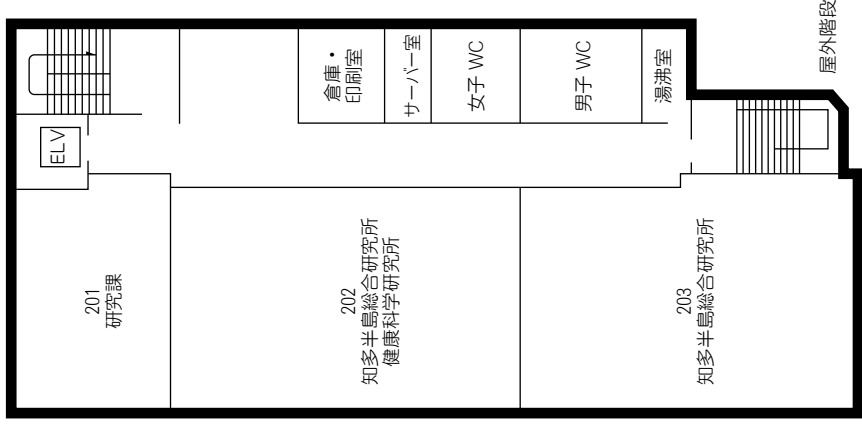 屋外階段
倉庫・
印刷室
サーバー室
女子 WC
男子 WC
湯沸室
ELV
201
研究課
202
知多半島総合研究所
健康科学研究所
203
知多半島総合研究所